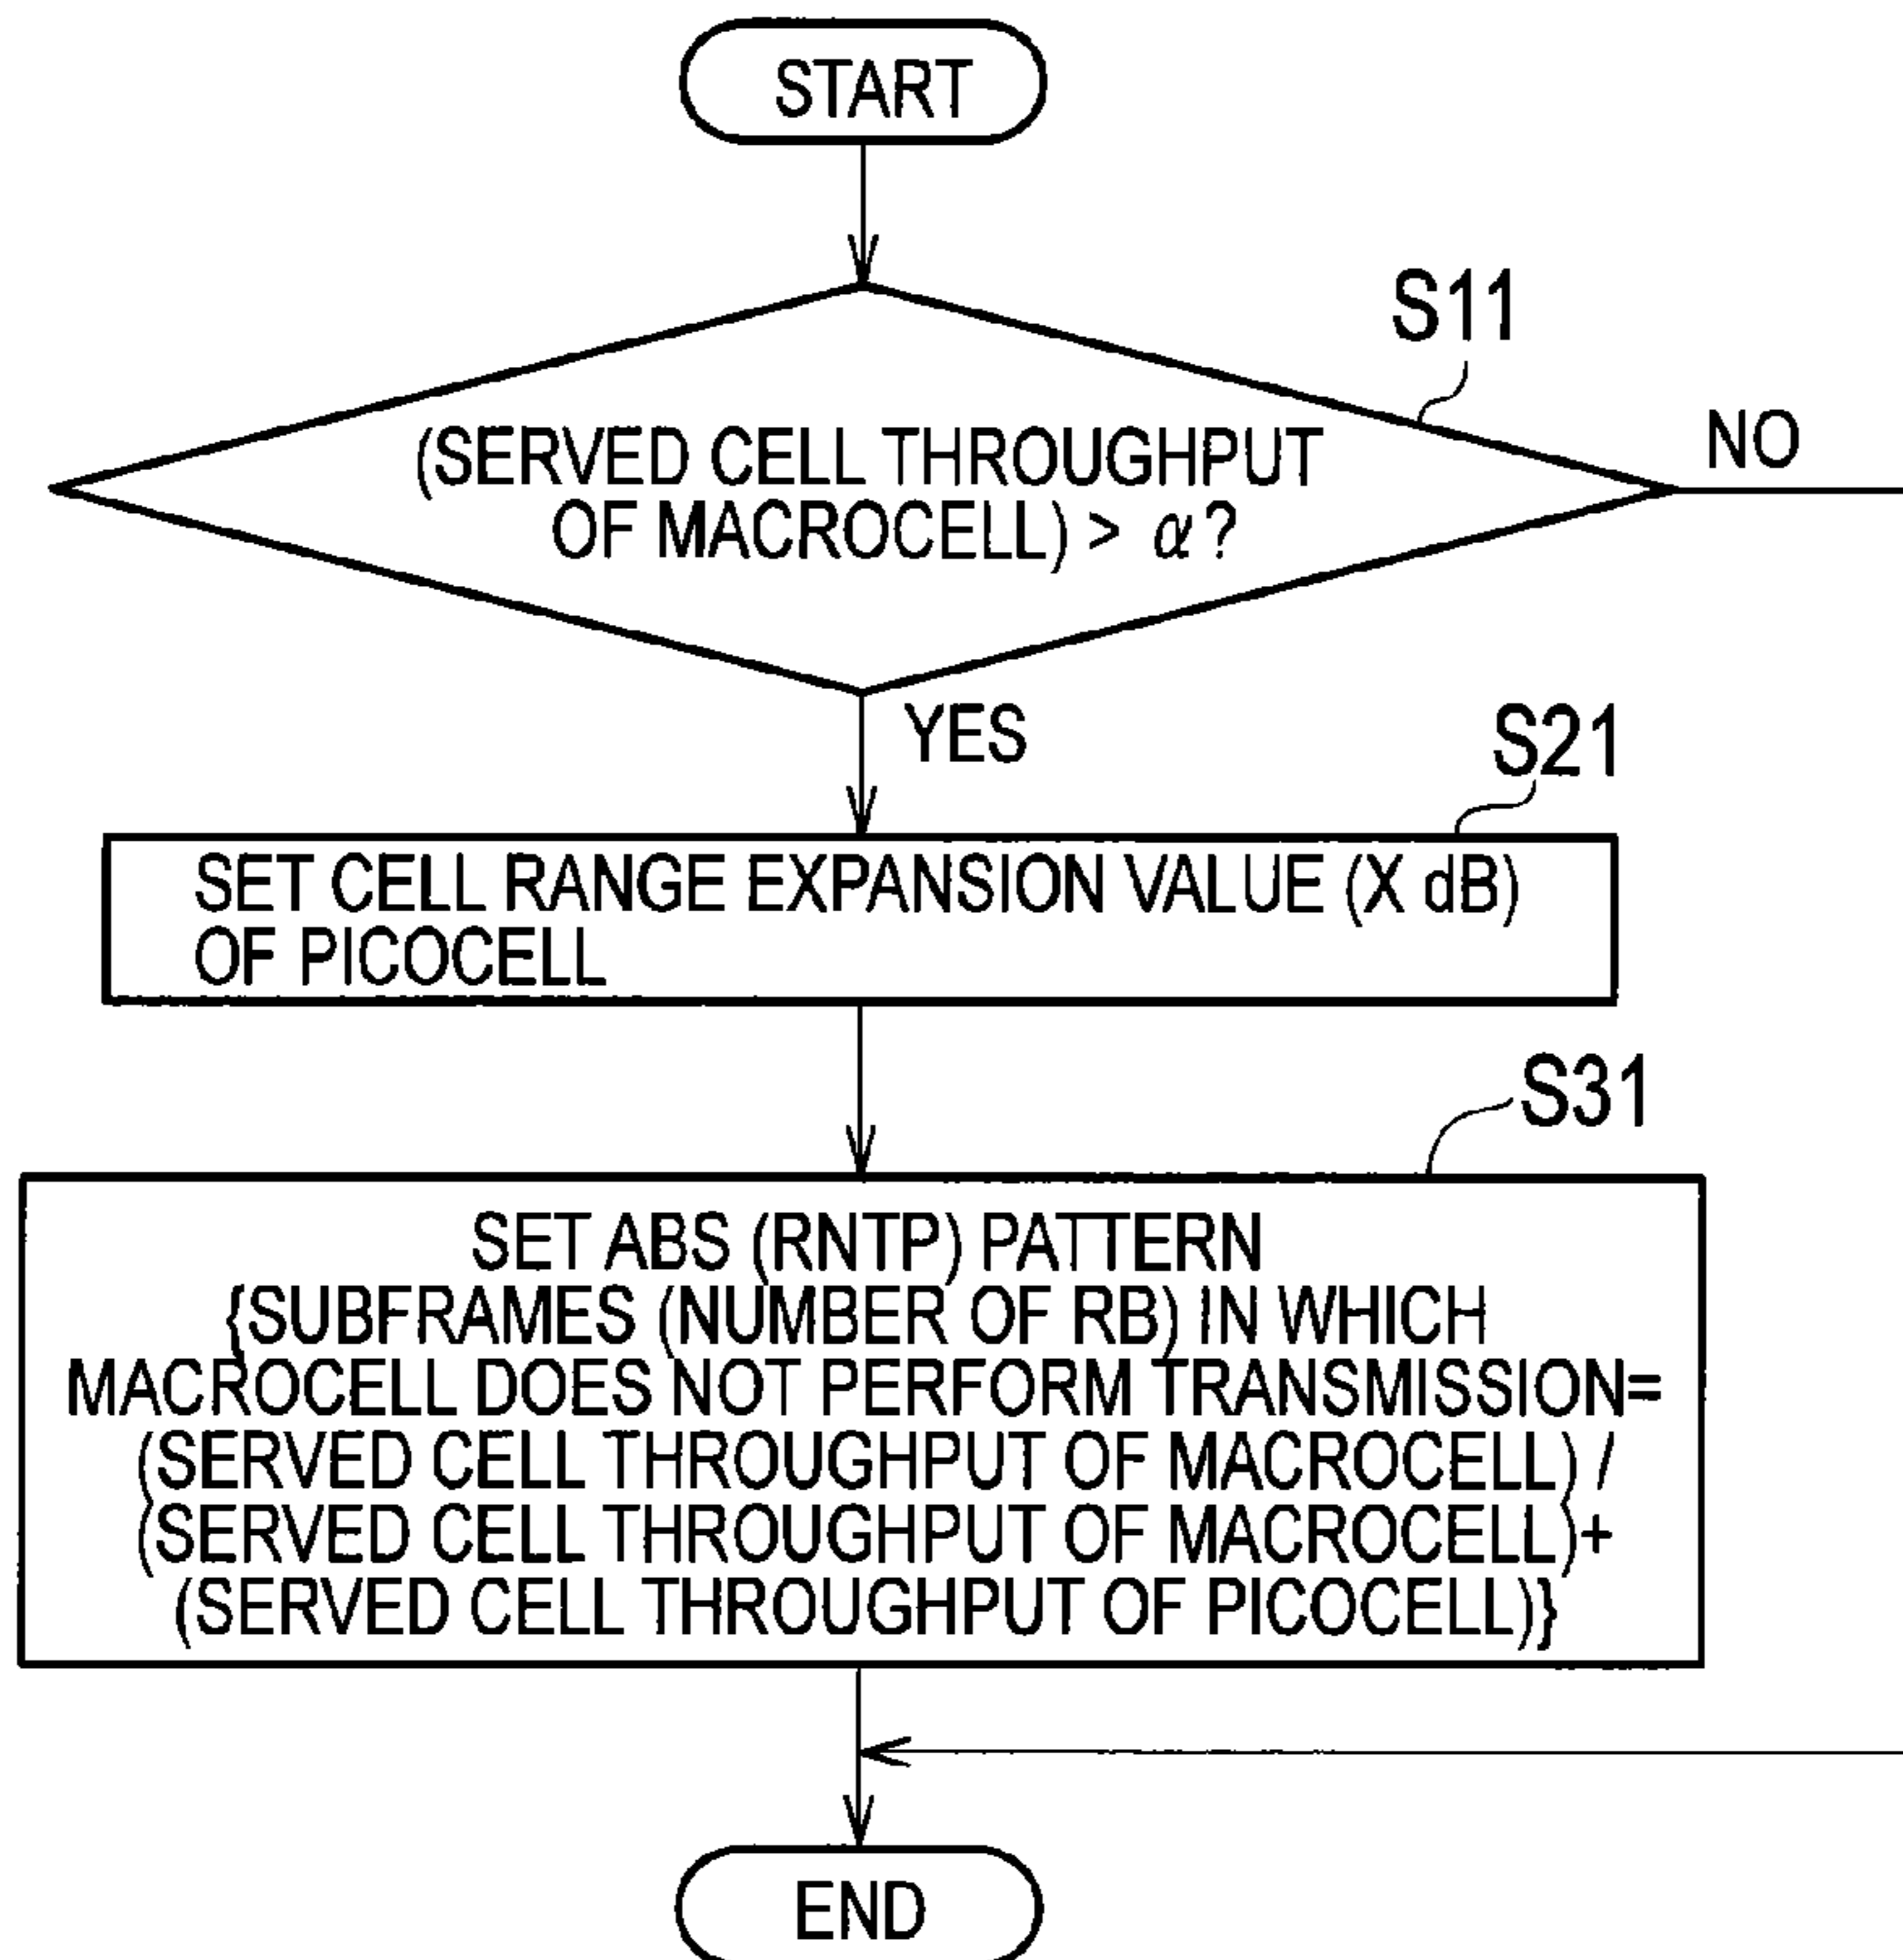 START
S11
(SERVED CELL THROUGHPUT
OF MACROCELL) > α?
NO
YES
S21
SET CELL RANGE EXPANSION VALUE (X dB)
OF PICOCELL
S31
SET ABS (RNTP) PATTERN
{SUBFRAMES (NUMBER OF RB) IN WHICH
MACROCELL DOES NOT PERFORM TRANSMISSION=
(SERVED CELL THROUGHPUT OF MACROCELL) /
(SERVED CELL THROUGHPUT OF MACROCELL)+
(SERVED CELL THROUGHPUT OF PICOCELL)}
END